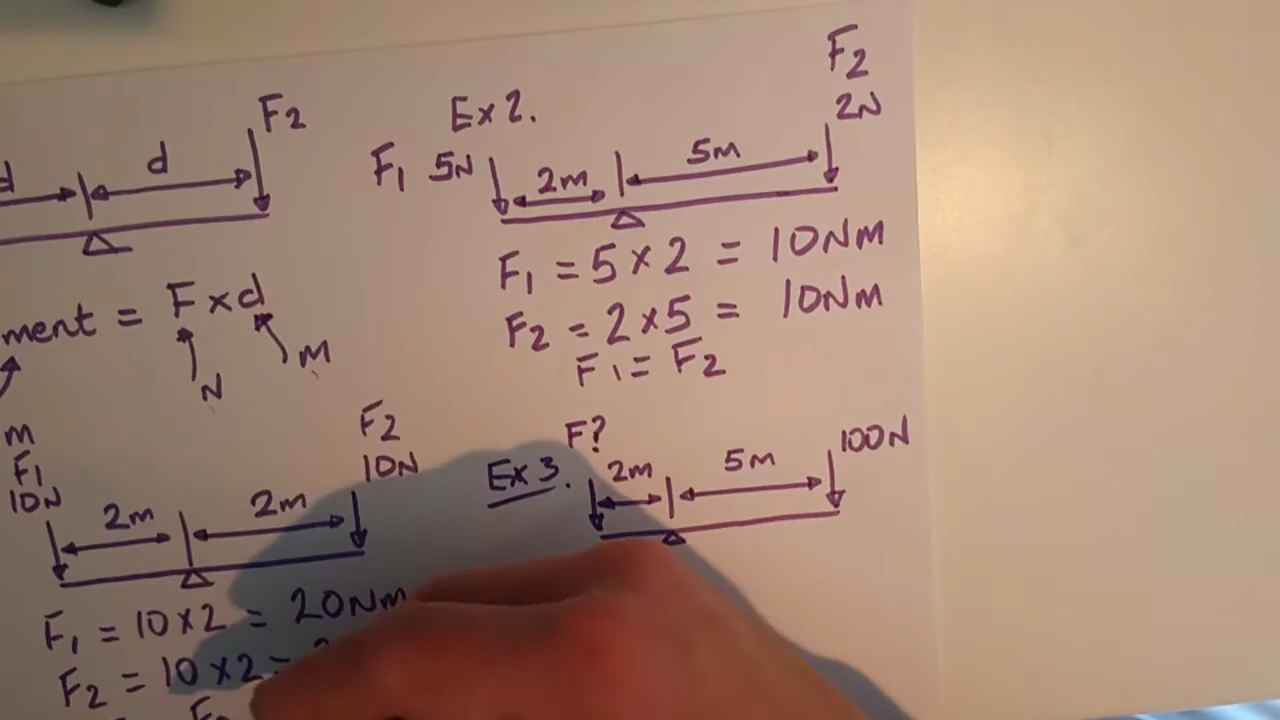 d
d
F2
ment = F x d
N
M
m
F1
10N
2m
2m
F2
10N
F1 = 10 x 2 = 20Nm
F2 = 10 x 2 =
Ex 2.
F1 5N
2m
5m
F2
2N
F1 = 5 x 2 = 10Nm
F2 = 2 x 5 = 10Nm
F1 = F2
Ex 3.
F?
2m
5m
100N